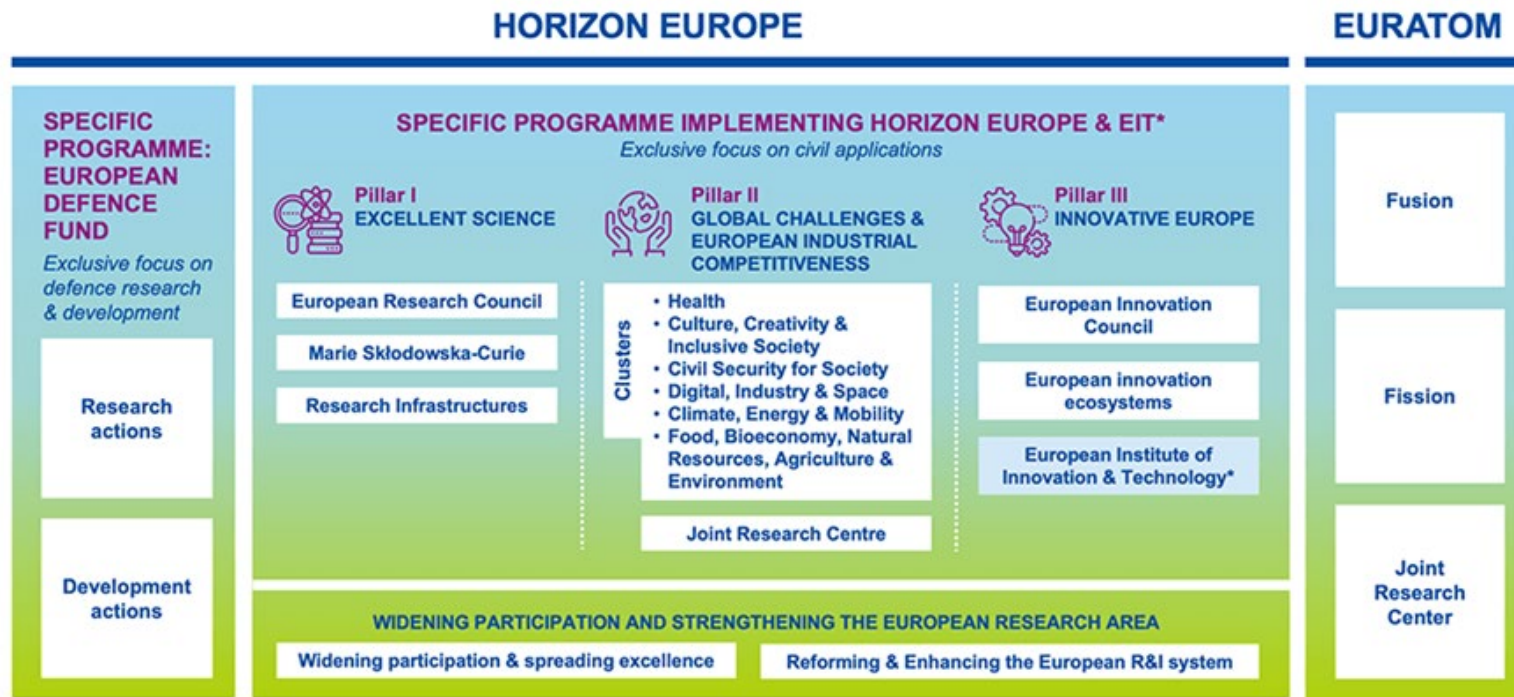 HORIZON EUROPE
EURATOM
SPECIFIC
PROGRAMME:
EUROPEAN
DEFENCE
FUND
Exclusive focus on
defence research
& development
Research
actions
Development
actions
SPECIFIC PROGRAMME IMPLEMENTING HORIZON EUROPE & EIT*
Exclusive focus on civil applications
Pillar I
EXCELLENT SCIENCE
European Research Council
Marie Skłodowska-Curie
Research Infrastructures
Pillar II
GLOBAL CHALLENGES &
EUROPEAN INDUSTRIAL
COMPETITIVENESS
Clusters
• Health
• Culture, Creativity &
Inclusive Society
• Civil Security for Society
• Digital, Industry & Space
• Climate, Energy & Mobility
• Food, Bioeconomy, Natural
Resources, Agriculture &
Environment
Joint Research Centre
Pillar III
INNOVATIVE EUROPE
European Innovation
Council
European innovation
ecosystems
European Institute of
Innovation & Technology*
WIDENING PARTICIPATION AND STRENGTHENING THE EUROPEAN RESEARCH AREA
Widening participation & spreading excellence
Reforming & Enhancing the European R&I system
Fusion
Fission
Joint
Research
Center